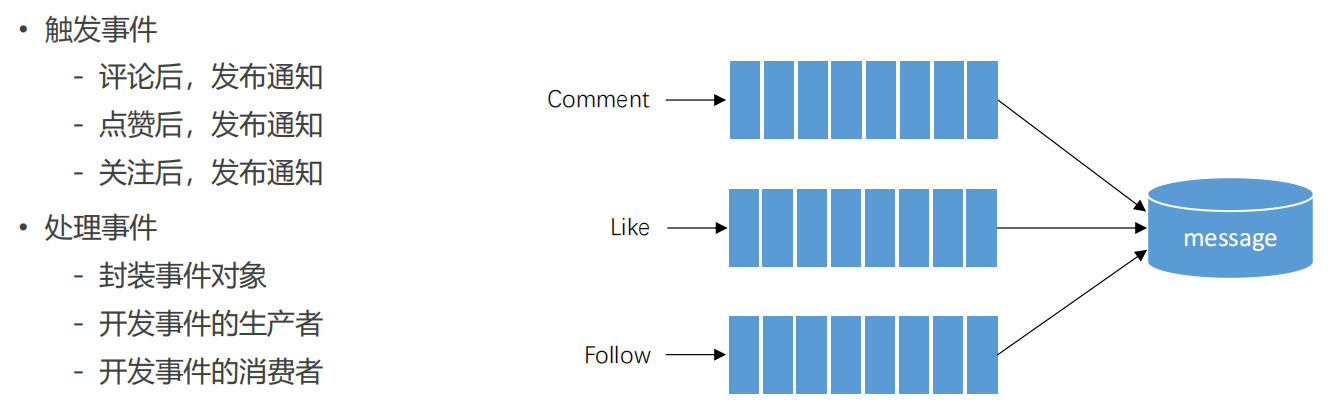 • 触发事件
- 评论后，发布通知
- 点赞后，发布通知
- 关注后，发布通知
• 处理事件
- 封装事件对象
- 开发事件的生产者
- 开发事件的消费者
Comment
Like
Follow
message